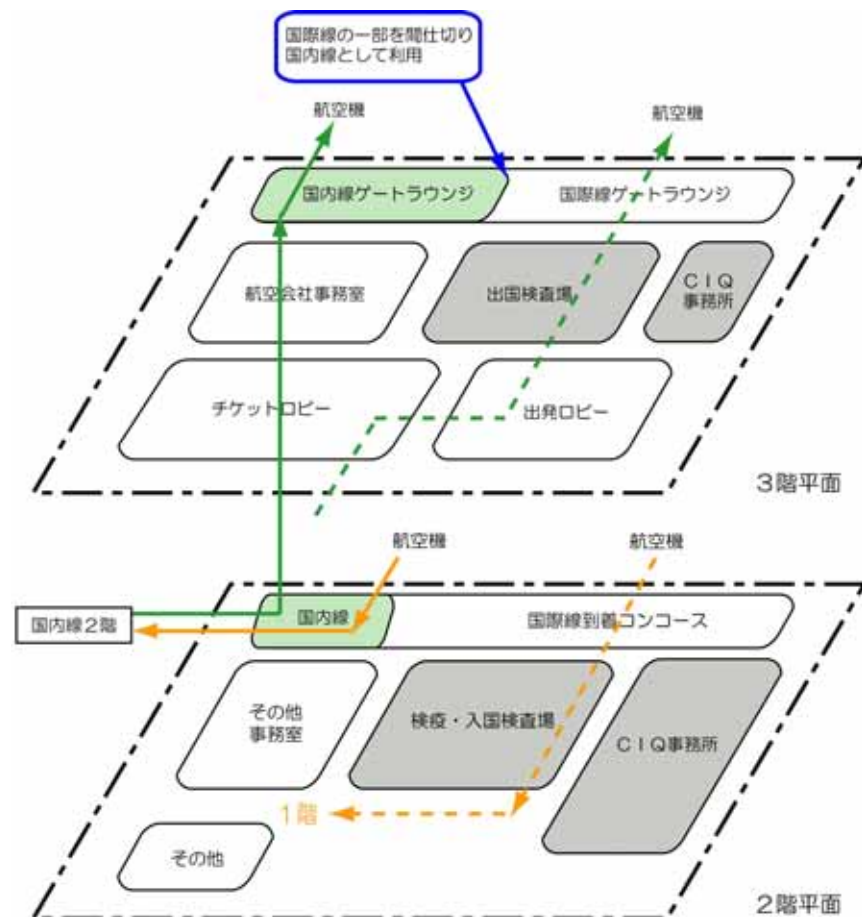 国際線の一部を間仕切り
国内線として利用
航空機
航空機
国内線ゲートラウンジ
国際線ゲートラウンジ
航空会社事務室
出国検査場
ＣＩＱ
事務所
チケットロビー
出発ロビー
3階平面
航空機
航空機
国内線２階
国内線
国際線到着コンコース
その他
事務室
検疫・入国検査場
ＣＩＱ事務所
1階
その他
2階平面